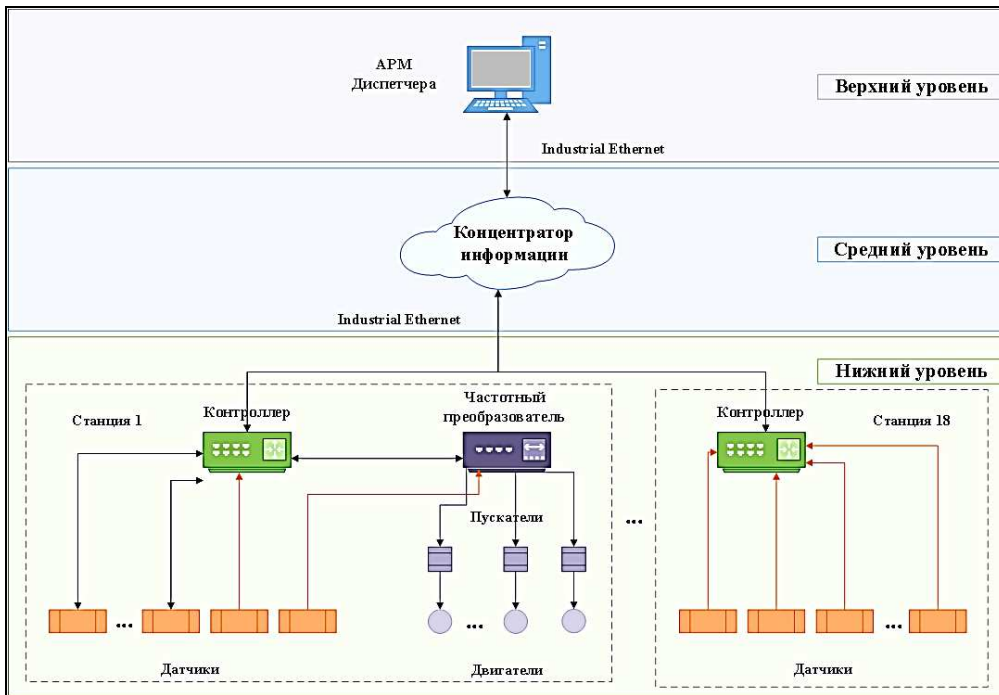 АРМ
Диспетчера
Верхний уровень
Industrial Ethernet
Концентратор
информации
Средний уровень
Industrial Ethernet
Нижний уровень
Станция 1
Контроллер
Частотный
преобразователь
Контроллер
Станция 18
Пускатели
...
...
...
...
Датчики
Двигатели
Датчики